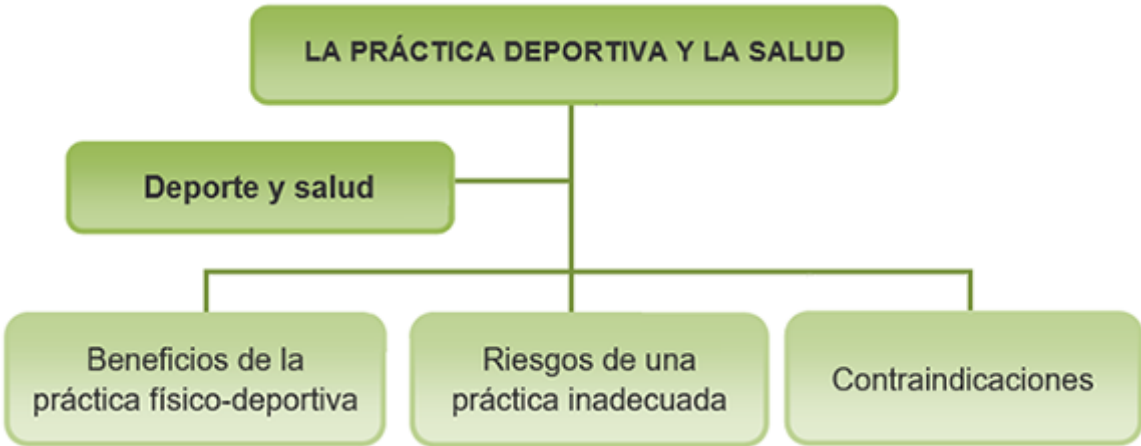 LA PRÁCTICA DEPORTIVA Y LA SALUD
Deporte y salud
Beneficios de la
práctica físico-deportiva
Riesgos de una
práctica inadecuada
Contraindicaciones